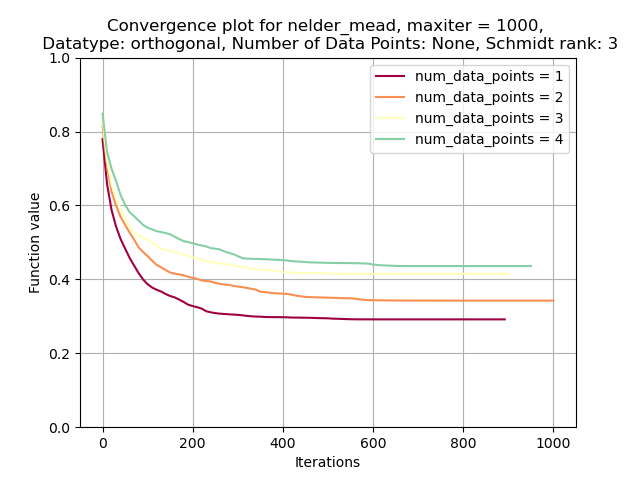 Convergence plot for nelder_mead, maxiter = 1000,
Datatype: orthogonal, Number of Data Points: None, Schmidt rank: 3
num_data_points = 1
num_data_points = 2
num_data_points = 3
num_data_points = 4
Function value
1.0
0.8
0.6
0.4
0.2
0.0
0 200 400 600 800 1000
Iterations